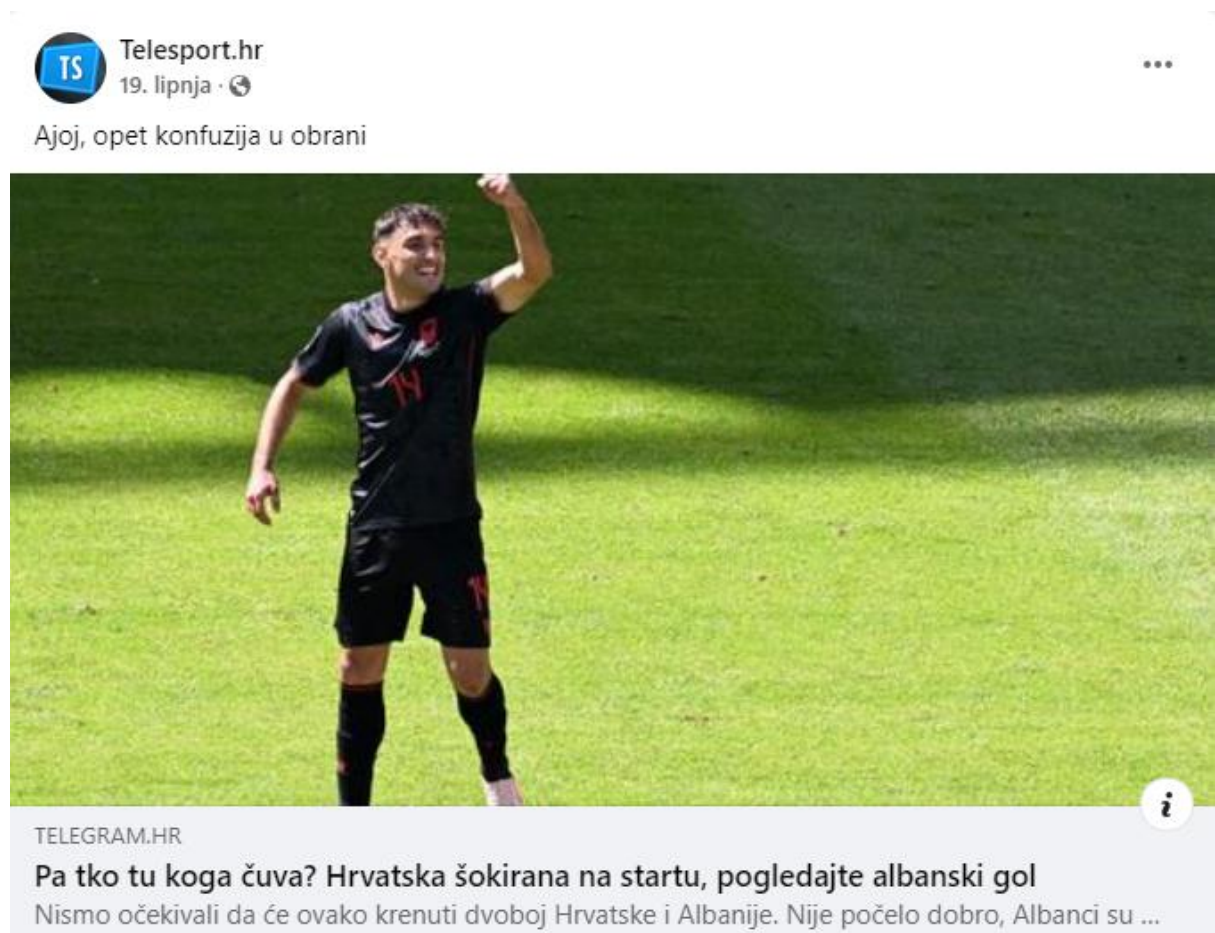 TS
Telesport.hr
19. lipnja ·
Ajoj, opet konfuzija u obrani
14
14
TELEGRAM.HR
Pa tko tu koga čuva? Hrvatska šokirana na startu, pogledajte albanski gol
Nismo očekivali da će ovako krenuti dvoboj Hrvatske i Albanije. Nije počelo dobro, Albanci su ...